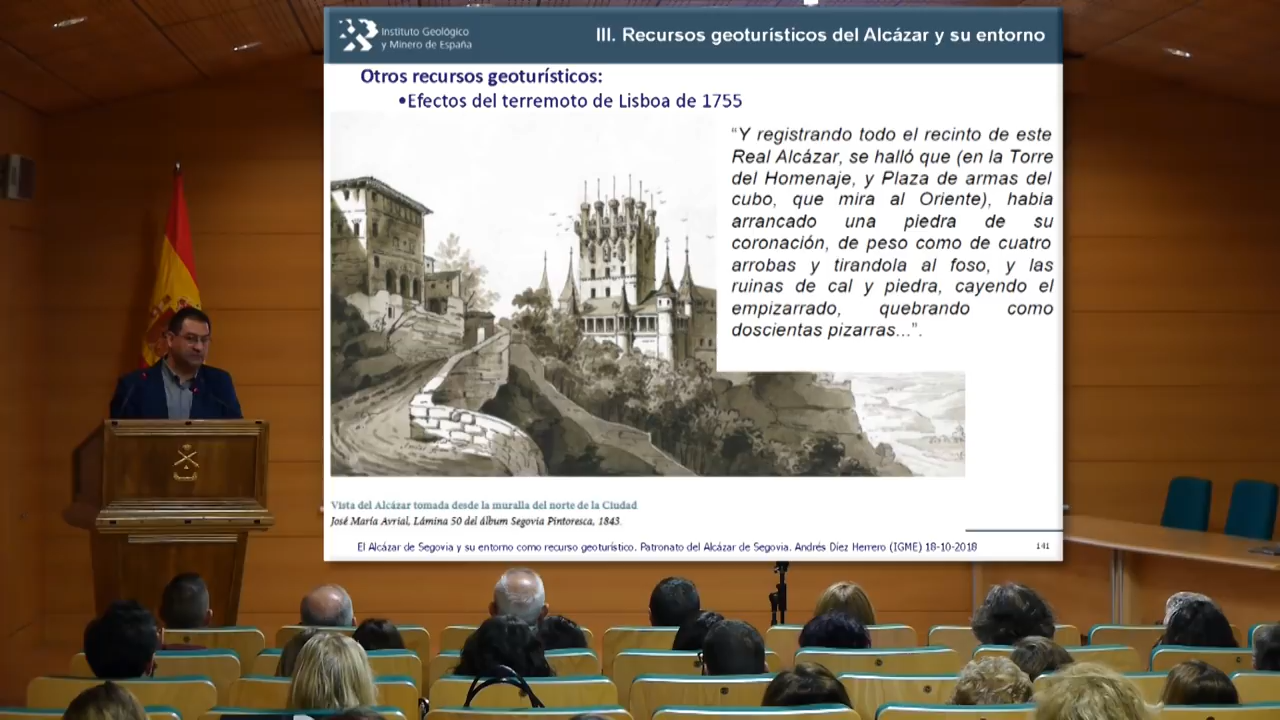 Instituto Geológico
y Minero de España
III. Recursos geoturísticos del Alcázar y su entorno
Otros recursos geoturísticos:
•Efectos del terremoto de Lisboa de 1755
“Y registrando todo el recinto de este
Real Alcázar, se halló que (en la Torre
del Homenaje, y Plaza de armas del
cubo, que mira al Oriente), había
arrancado una piedra de su
coronación, de peso como de cuatro
arrobas y tirandola al foso, y las
ruinas de cal y piedra, cayendo el
empizarrado, quebrando como
doscientas pizarras...”.
Vista del Alcázar tomada desde la muralla del norte de la Ciudad
José María Avrial, Lámina 50 del álbum Segovia Pintoresca, 1843.
El Alcázar de Segovia y su entorno como recurso geoturístico. Patronato del Alcázar de Segovia. Andrés Díez Herrero (IGME) 18-10-2018
141